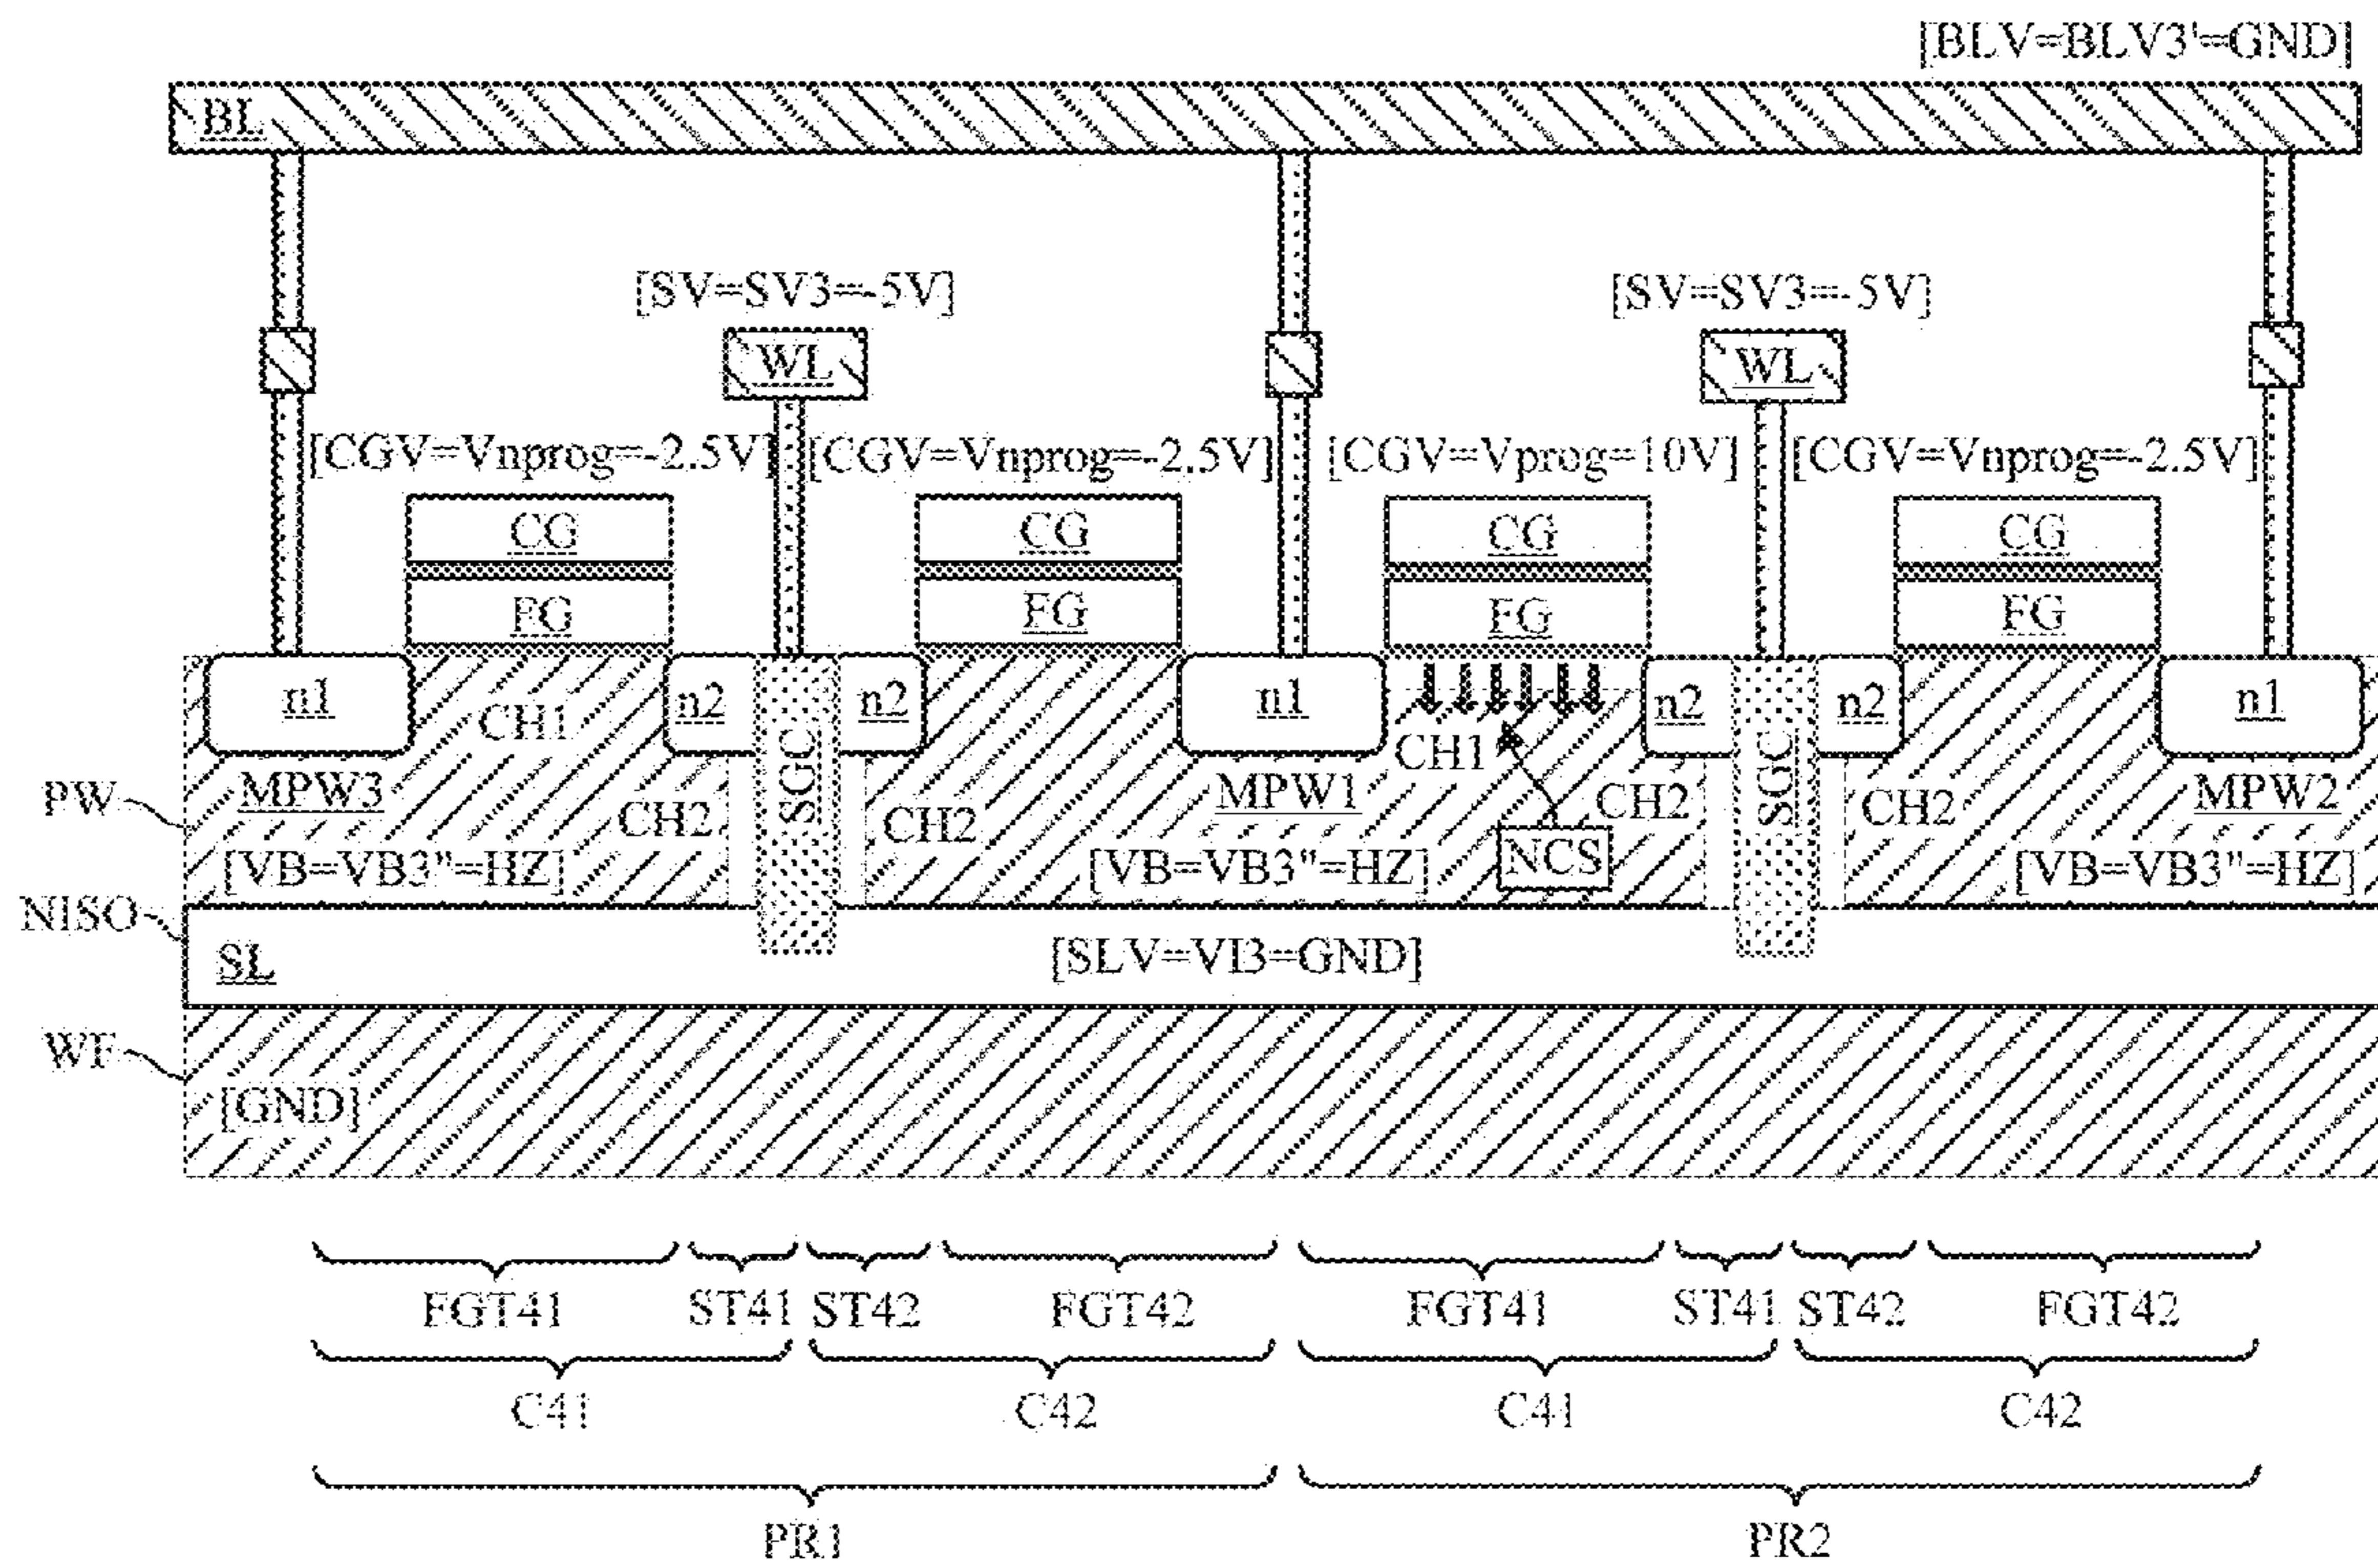 [BLV=BLV3'=GND]
BL
[SV=SV3=-5V] [SV=SV3=-5V]
WL WL
[CGV=Vnprog=-2.5V] [CGV=Vnprog=-2.5V] [CGV=Vprog=10V] [CGV=Vnprog=-2.5V]
CG CG CG CG
FG FG FG FG
n1 n2 n2 n1 n2 n2 n1
CH1 SGC CH1 SGC
PW MPW3 CH2 CH2 MPW1 CH2 CH2 MPW2
[VB=VB3"=HZ] [VB=VB3"=HZ] NCS [VB=VB3"=HZ]
NISO SL [SLV=VI3=GND]
WF
[GND]
FGT41 ST41 ST42 FGT42 FGT41 ST41 ST42 FGT42
C41 C42 C41 C42
PR1 PR2